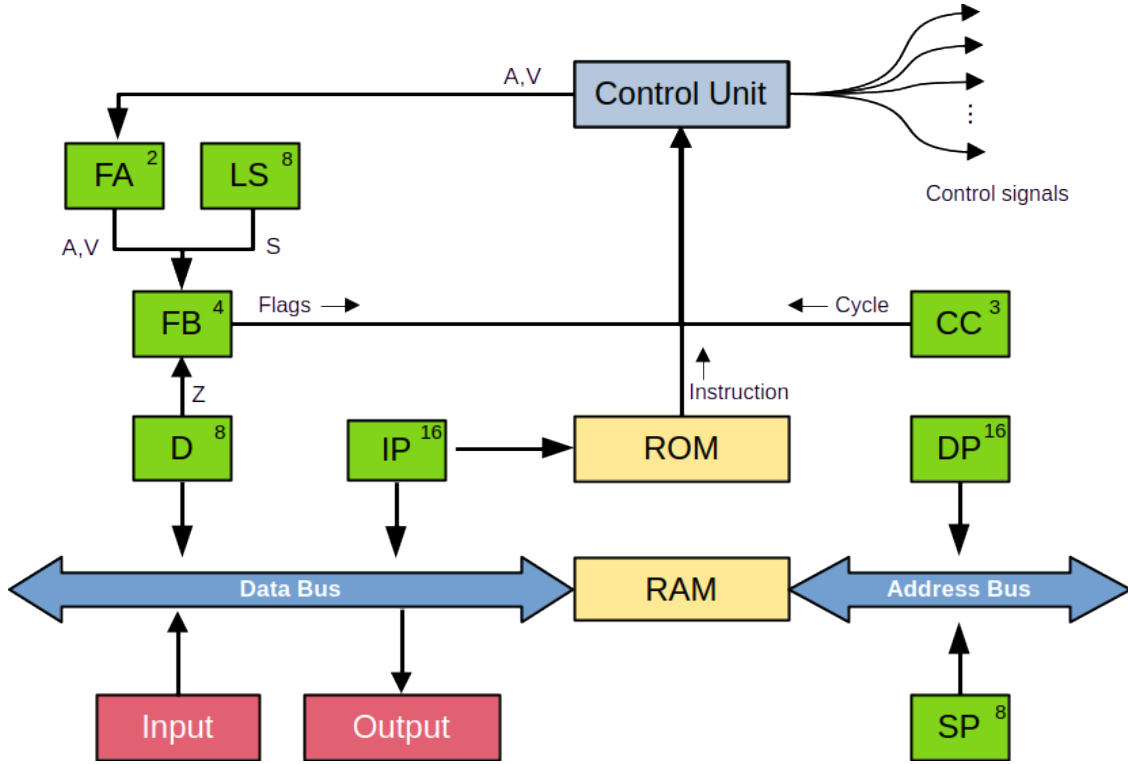 A,V
Control Unit
⋮
FA 2
LS 8
Control signals
A,V
S
FB 4
Flags
Cycle
CC 3
Z
Instruction
D 8
IP 16
ROM
DP 16
Data Bus
RAM
Address Bus
Input
Output
SP 8